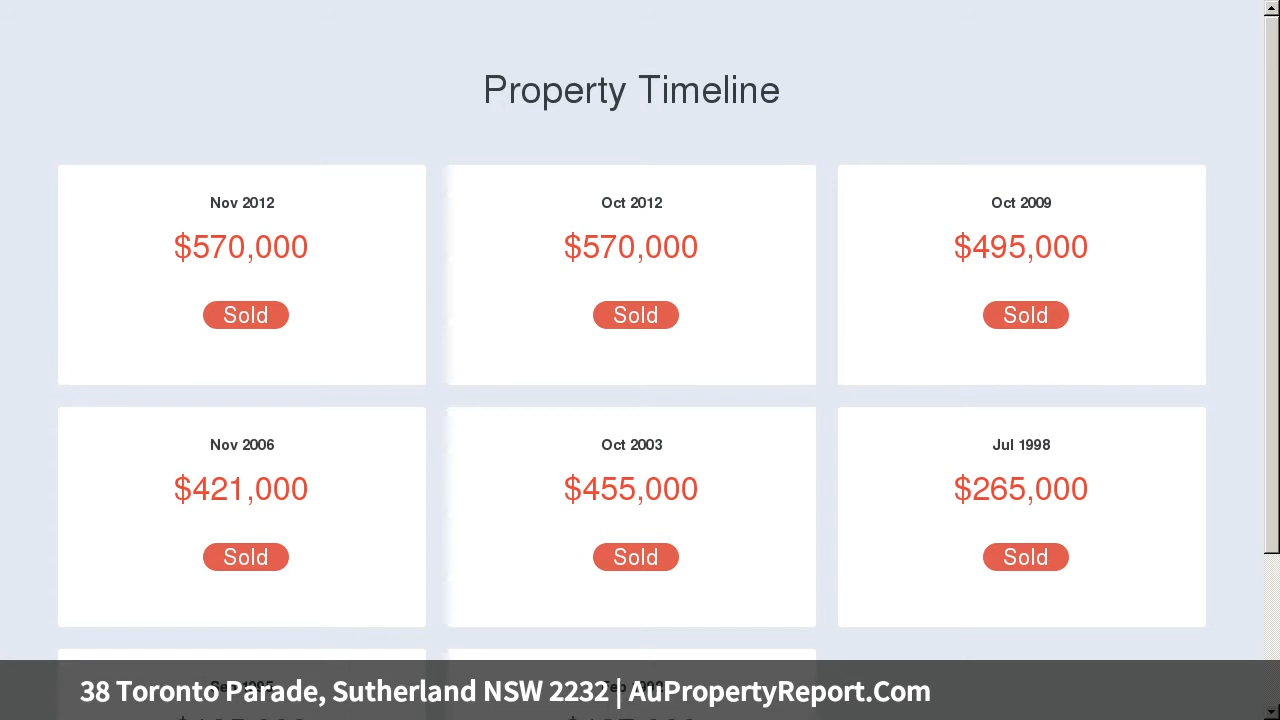 Property Timeline
Nov 2012
$570,000
Sold
Oct 2012
$570,000
Sold
Oct 2009
$495,000
Sold
Nov 2006
$421,000
Sold
Oct 2003
$455,000
Sold
Jul 1998
$265,000
Sold
38 Toronto Parade, Sutherland NSW 2232 | AuPropertyReport.Com